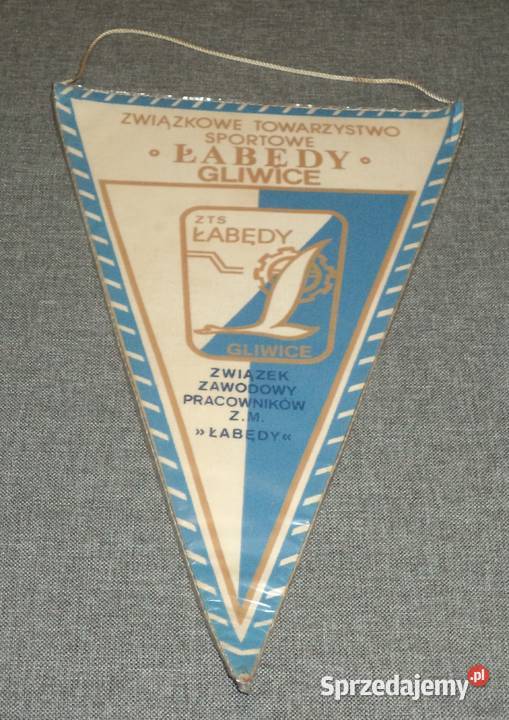 ZWIĄZKOWE TOWARZYSTWO
SPORTOWE
• ŁABĘDY •
GLIWICE
ZTS
ŁABĘDY
GLIWICE
ZWIĄZEK
ZAWODOWY
PRACOWNIKÓW
Z.M.
»ŁABĘDY«
Sprzedajemy.pl